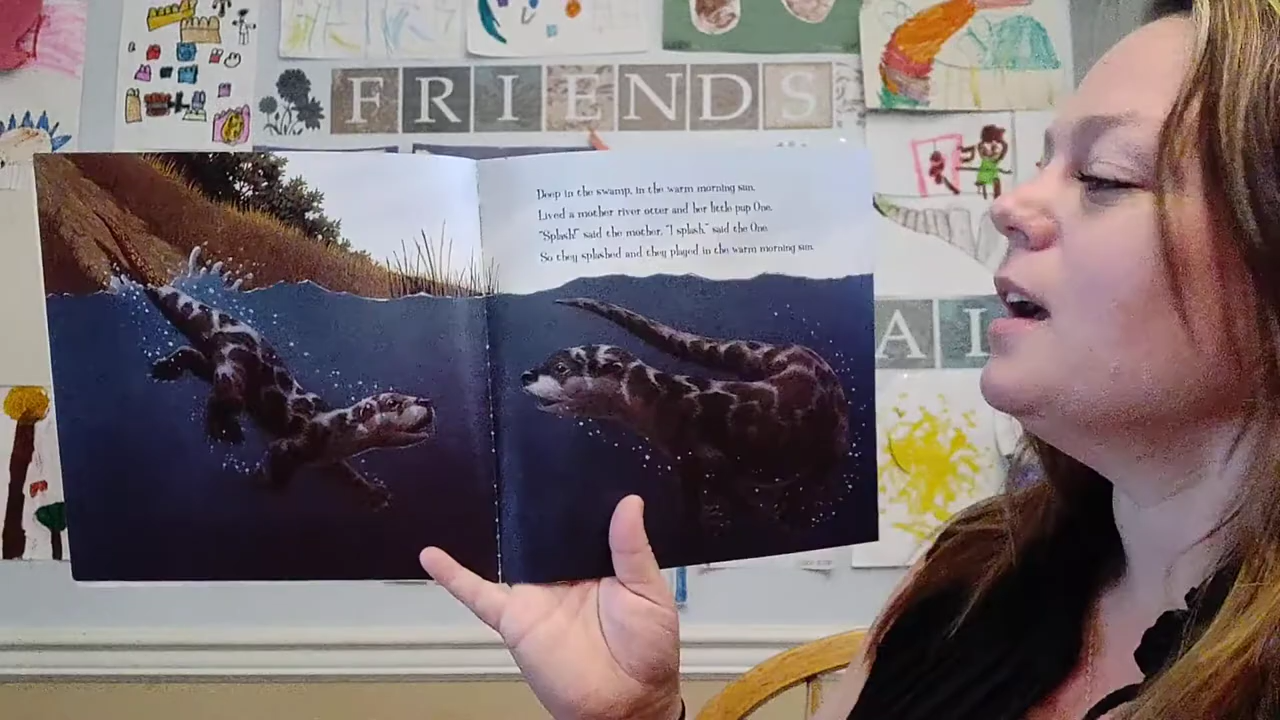 FRIENDS
Deep in the swamp, in the warm morning sun,
Lived a mother river otter and her little pup One.
"Splash!" said the mother. "I splash," said the One.
So they splashed and they played in the warm morning sun.
A